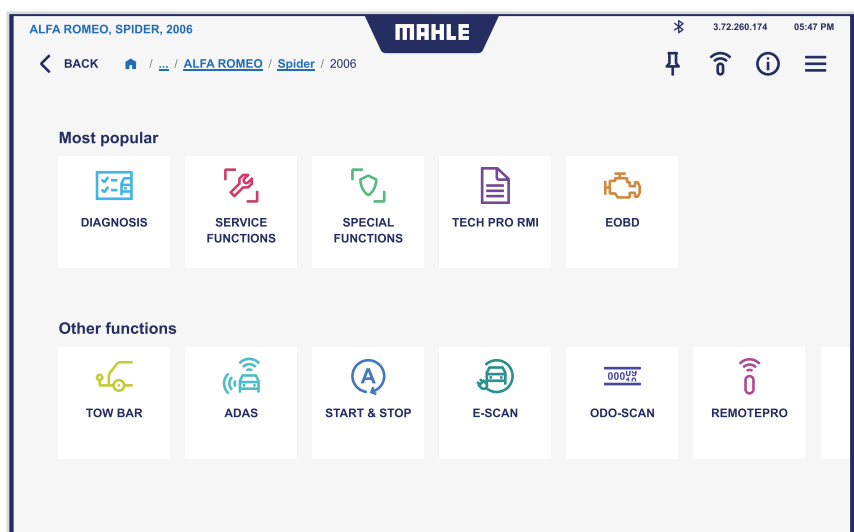 ALFA ROMEO, SPIDER, 2006
MAHLE
3.72.260.174
05:47 PM
BACK / ... / ALFA ROMEO / Spider / 2006
Most popular
DIAGNOSIS
SERVICE
FUNCTIONS
SPECIAL
FUNCTIONS
TECH PRO RMI
EOBD
Other functions
TOW BAR
A
ADAS
START & STOP
E-SCAN
ODO-SCAN
REMOTEPRO